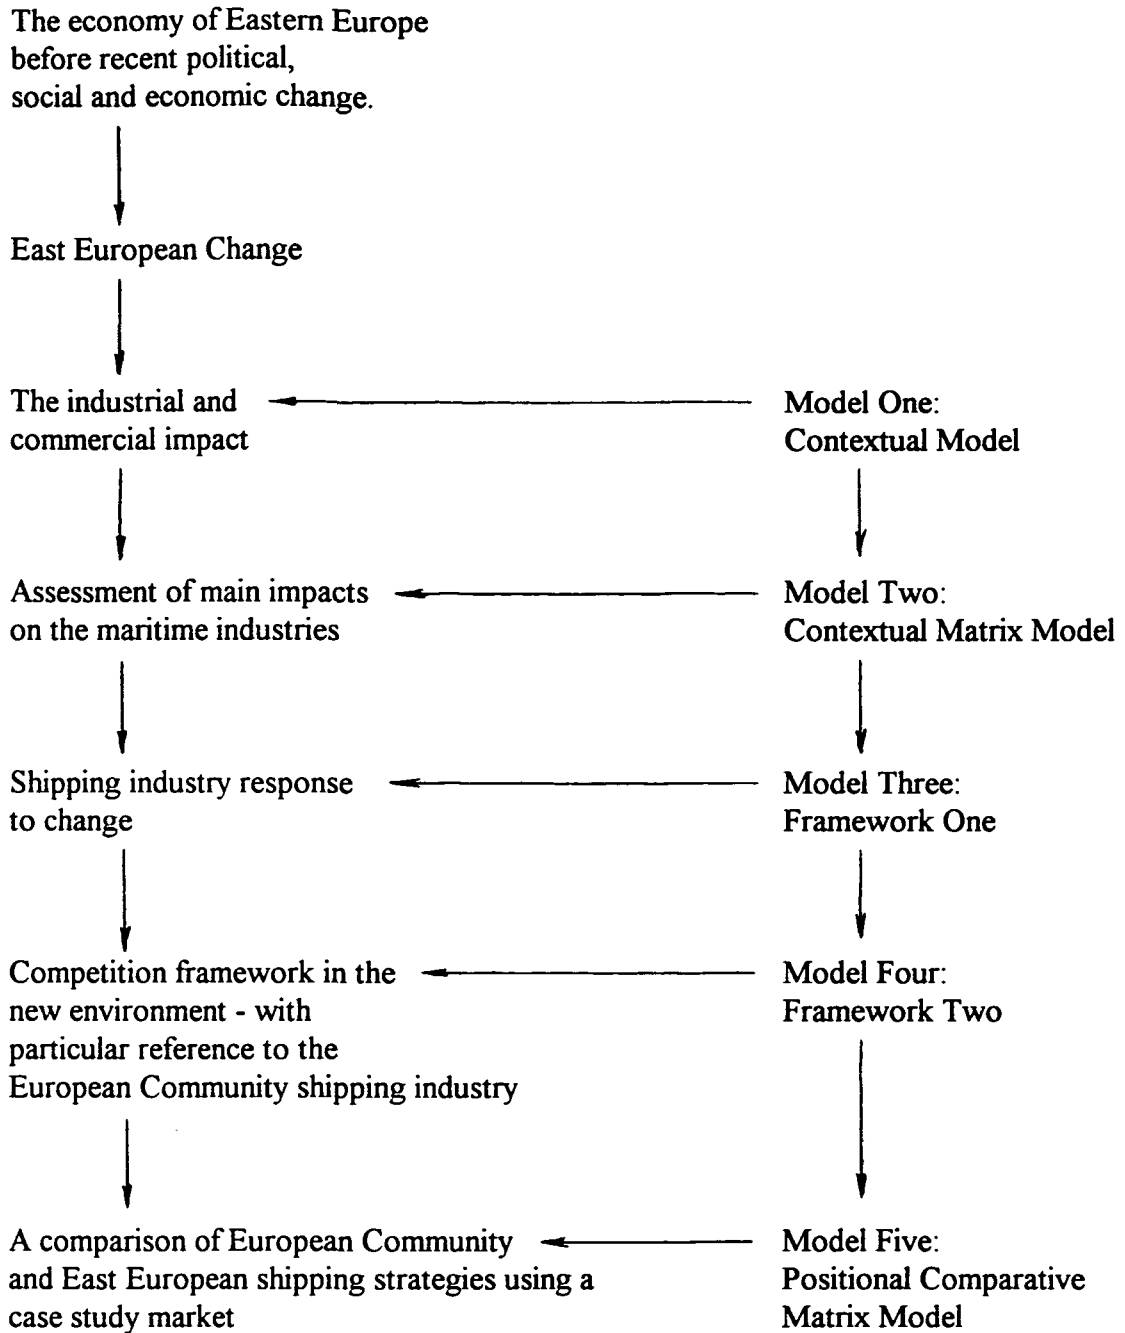 The economy of Eastern Europe
before recent political,
social and economic change.
East European Change
The industrial and
commercial impact
Model One:
Contextual Model
Assessment of main impacts
on the maritime industries
Model Two:
Contextual Matrix Model
Shipping industry response
to change
Model Three:
Framework One
Competition framework in the
new environment - with
particular reference to the
European Community shipping industry
Model Four:
Framework Two
A comparison of European Community
and East European shipping strategies using a
case study market
Model Five:
Positional Comparative
Matrix Model